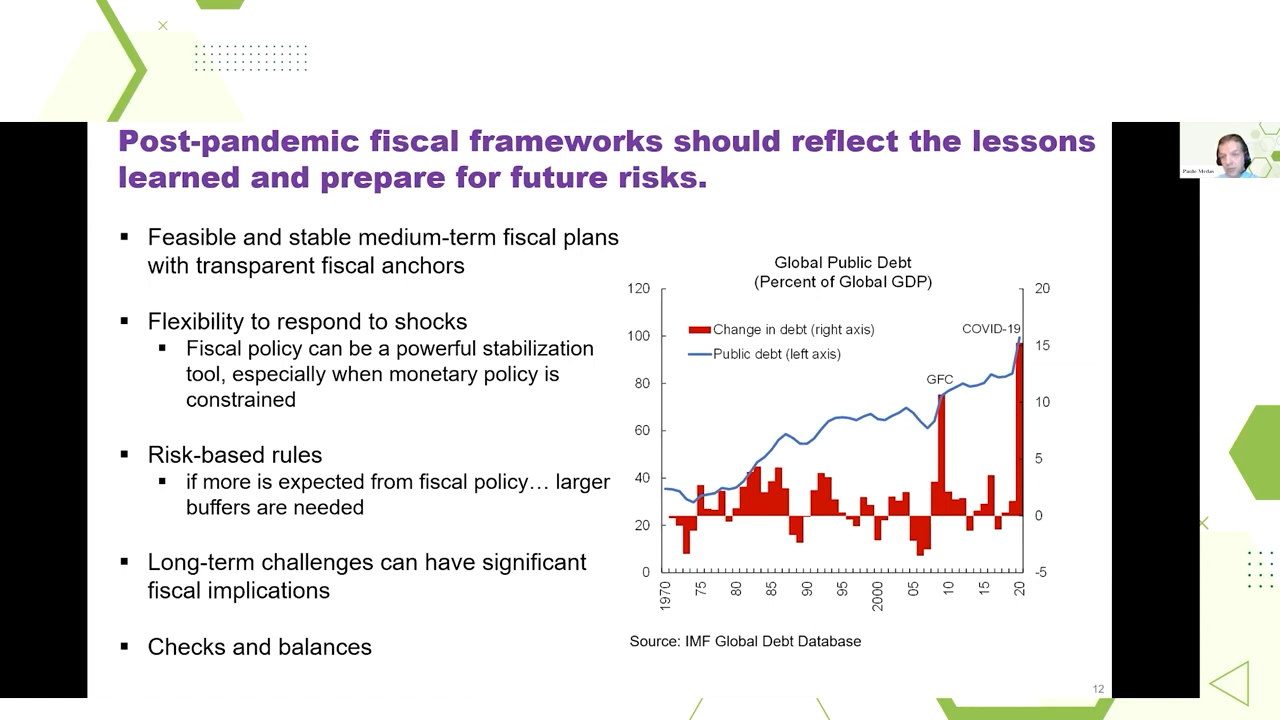 Post-pandemic fiscal frameworks should reflect the lessons
learned and prepare for future risks.
▪ Feasible and stable medium-term fiscal plans
with transparent fiscal anchors
▪ Flexibility to respond to shocks
▪ Fiscal policy can be a powerful stabilization
tool, especially when monetary policy is
constrained
▪ Risk-based rules
▪ if more is expected from fiscal policy… larger
buffers are needed
▪ Long-term challenges can have significant
fiscal implications
▪ Checks and balances
Global Public Debt
(Percent of Global GDP)
120
100
80
60
40
20
0
20
15
10
5
0
-5
Change in debt (right axis)
Public debt (left axis)
COVID-19
GFC
1970 75 80 85 90 95 2000 05 10 15 20
Source: IMF Global Debt Database
12
Paulo Medas